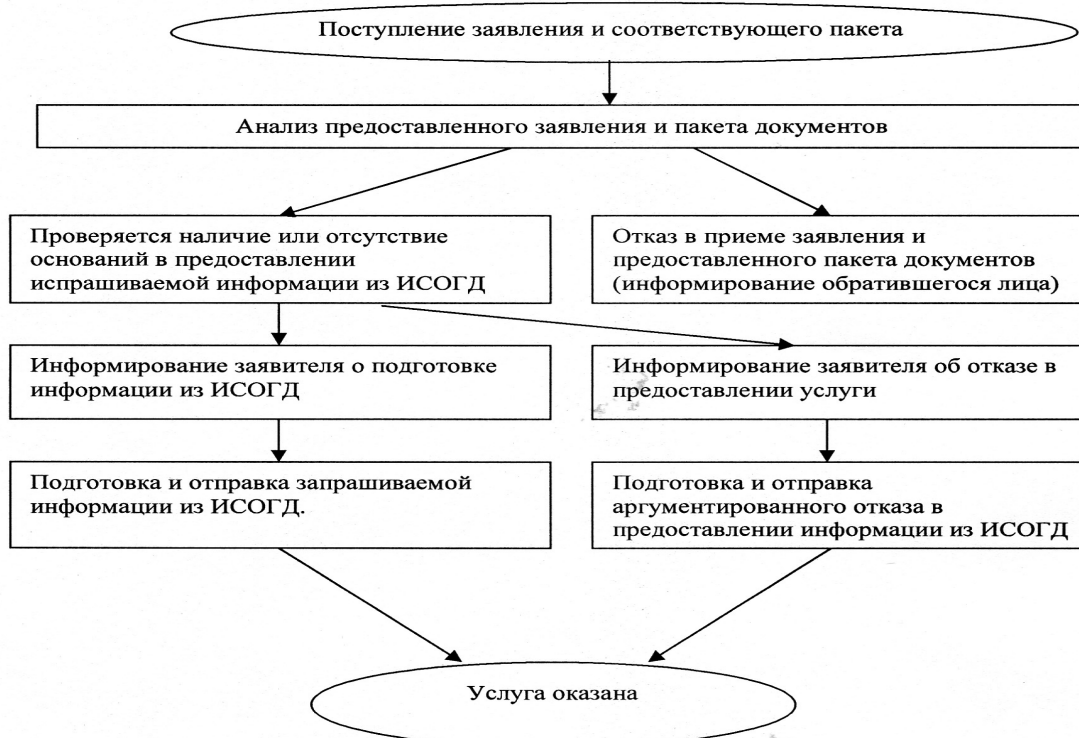 Поступление заявления и соответствующего пакета
Анализ предоставленного заявления и пакета документов
Проверяется наличие или отсутствие
оснований в предоставлении
испрашиваемой информации из ИСОГД
Отказ в приеме заявления и
предоставленного пакета документов
(информирование обратившегося лица)
Информирование заявителя о подготовке
информации из ИСОГД
Информирование заявителя об отказе в
предоставлении услуги
Подготовка и отправка запрашиваемой
информации из ИСОГД.
Подготовка и отправка
аргументированного отказа в
предоставлении информации из ИСОГД
Услуга оказана